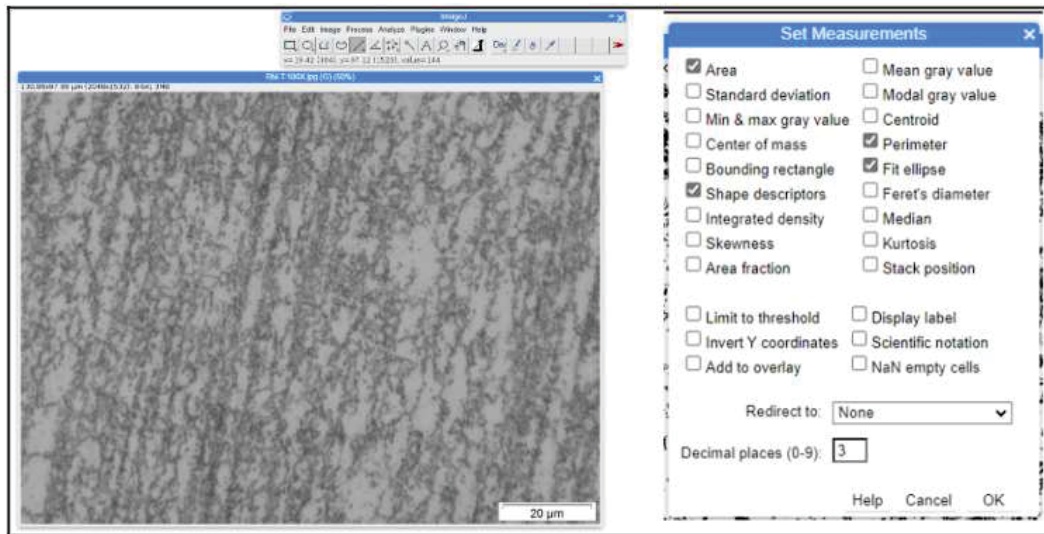 ImageJ
File Edit Image Process Analyze Plugins Window Help
Dev
20 µm
Set Measurements
Area
Mean gray value
Standard deviation
Modal gray value
Min & max gray value
Centroid
Center of mass
Perimeter
Bounding rectangle
Fit ellipse
Shape descriptors
Feret's diameter
Integrated density
Median
Skewness
Kurtosis
Area fraction
Stack position
Limit to threshold
Display label
Invert Y coordinates
Scientific notation
Add to overlay
NaN empty cells
Redirect to: None
Decimal places (0-9): 3
Help Cancel OK